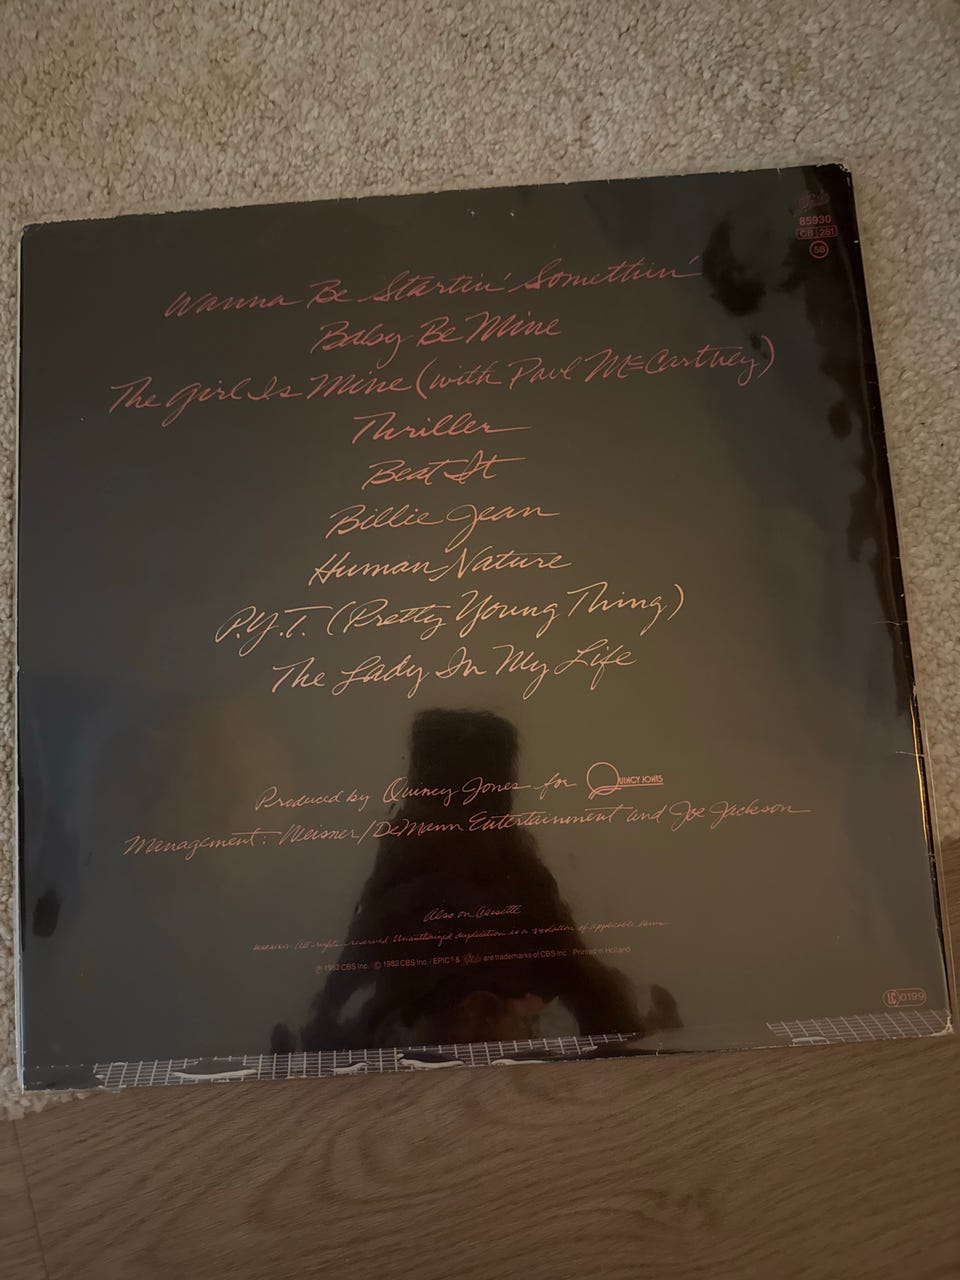 Epic
85930
CB 281
58
Wanna Be Startin' Somethin'
Baby Be Mine
The Girl Is Mine (with Paul McCartney)
Thriller
Beat It
Billie Jean
Human Nature
P.Y.T. (Pretty Young Thing)
The Lady In My Life
Produced by Quincy Jones for QUINCY JONES
Management: Weisner/DeMann Entertainment and Joe Jackson
Also on Cassette
WARNING: All rights reserved. Unauthorized duplication is a violation of applicable laws.
℗ 1982 CBS Inc. / © 1982 CBS Inc. / EPIC® & Epic are trademarks of CBS Inc. / Printed in Holland
LC 0199